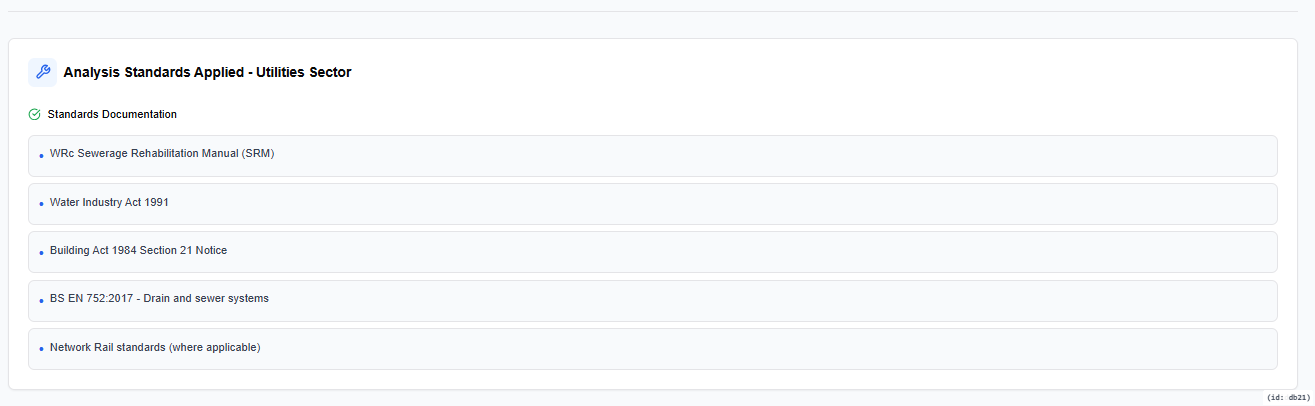 Analysis Standards Applied - Utilities Sector
Standards Documentation
• WRc Sewerage Rehabilitation Manual (SRM)
• Water Industry Act 1991
• Building Act 1984 Section 21 Notice
• BS EN 752:2017 - Drain and sewer systems
• Network Rail standards (where applicable)
(id: db21)